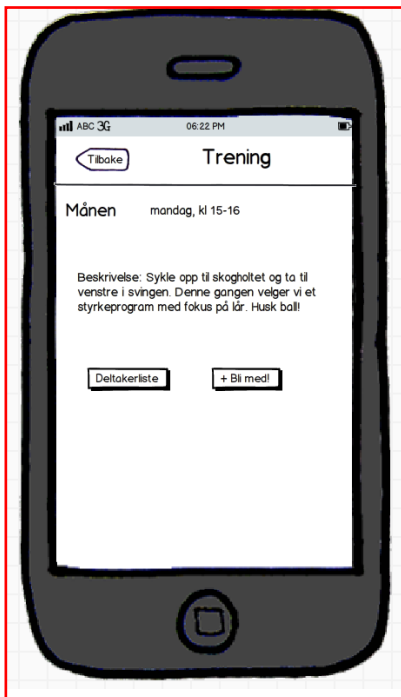 ABC 3G 06:22 PM
Tilbake Trening
Månen mandag, kl 15-16
Beskrivelse: Sykle opp til skogholtet og ta til
venstre i svingen. Denne gangen velger vi et
styrkeprogram med fokus på lår. Husk ball!
Deltakerliste + Bli med!